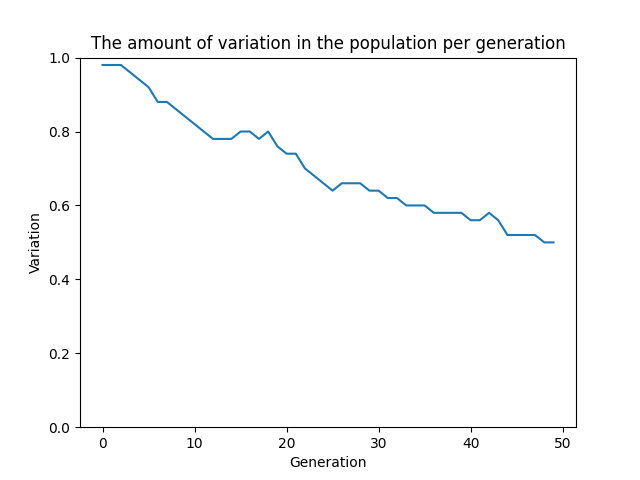 The amount of variation in the population per generation
1.0
0.8
0.6
0.4
0.2
0.0
Variation
0 10 20 30 40 50
Generation